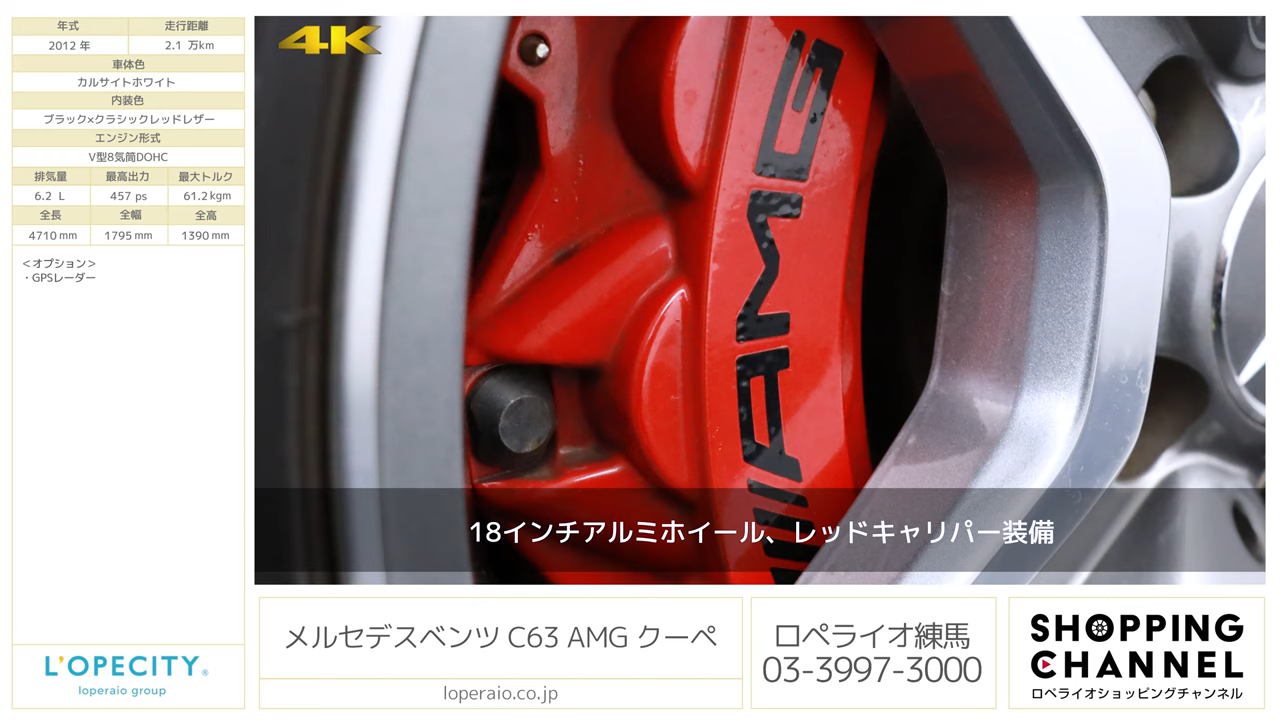 年式 走行距離
2012 年 2.1 万km
車体色
カルサイトホワイト
内装色
ブラック×クラシックレッドレザー
エンジン形式
V型8気筒DOHC
排気量 最高出力 最大トルク
6.2 L 457 ps 61.2kgm
全長 全幅 全高
4710mm 1795mm 1390mm
＜オプション＞
・GPSレーダー
L'OPECITY®
loperaio group
4K
AMG
18インチアルミホイール、レッドキャリパー装備
メルセデスベンツ C63 AMG クーペ
loperaio.co.jp
ロペライオ練馬
03-3997-3000
SHOPPING
CHANNEL
ロペライオショッピングチャンネル